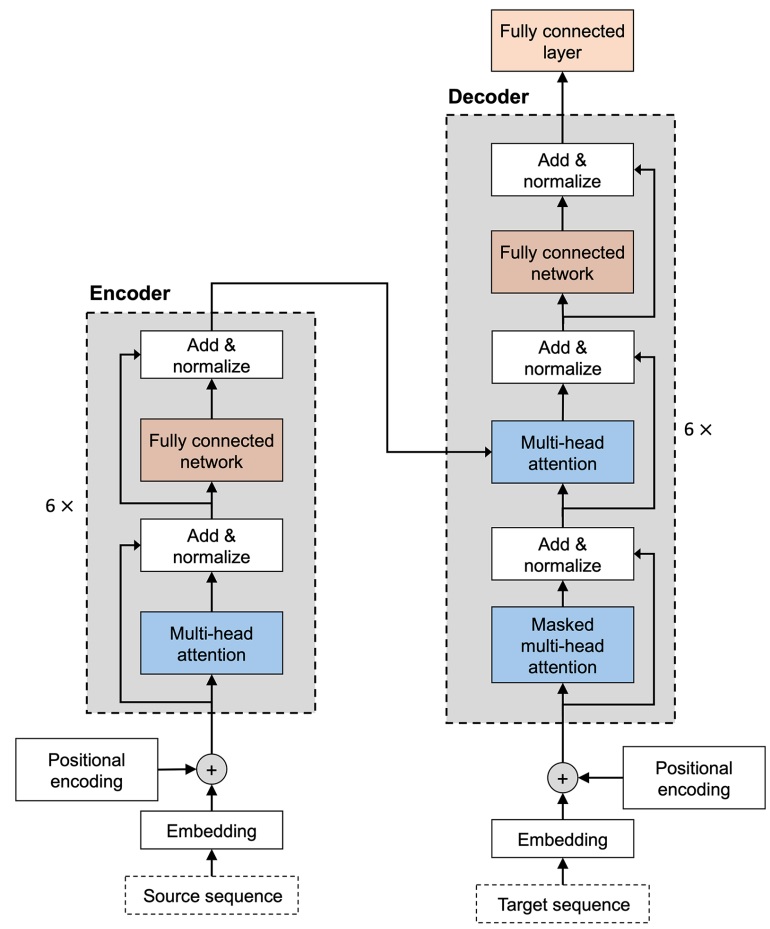 Fully connected
layer
Decoder
Add &
normalize
Fully connected
network
Add &
normalize
Multi-head
attention
6 ×
Add &
normalize
Masked
multi-head
attention
Positional
encoding
+
Embedding
Target sequence
Encoder
Add &
normalize
Fully connected
network
6 ×
Add &
normalize
Multi-head
attention
Positional
encoding
+
Embedding
Source sequence